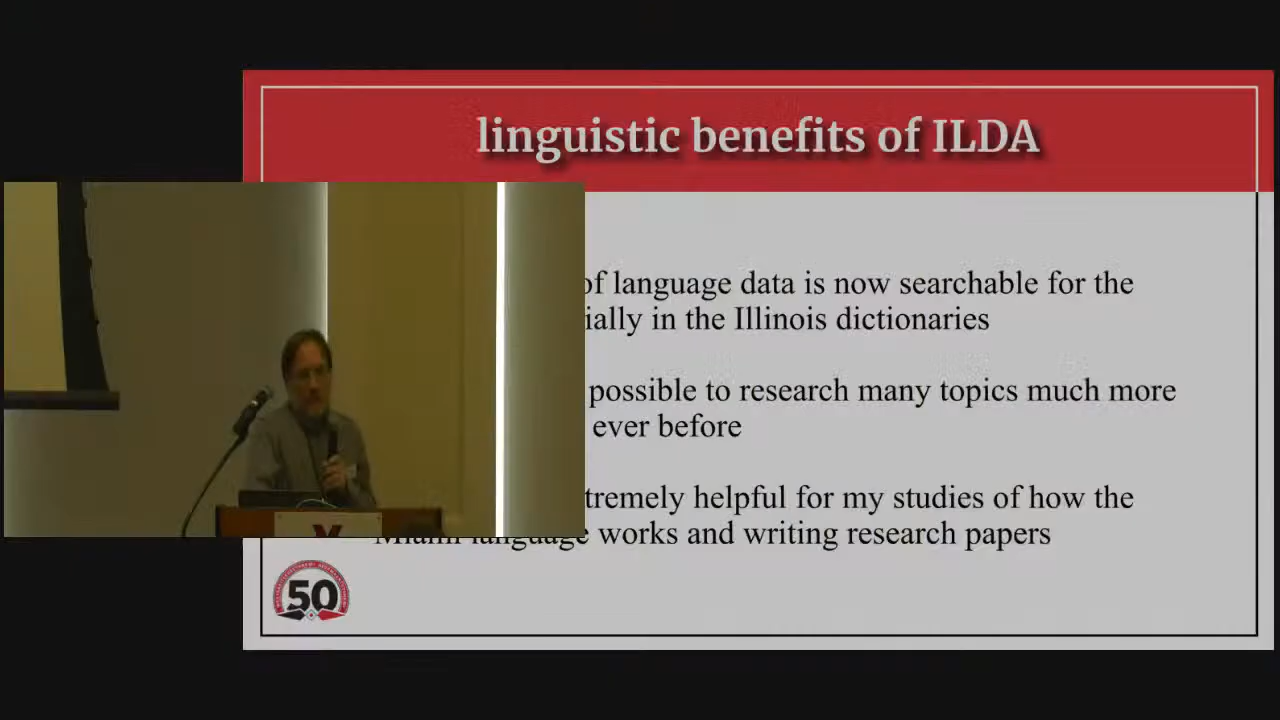 linguistic benefits of ILDA
of language data is now searchable for the
ially in the Illinois dictionaries
possible to research many topics much more
ever before
tremely helpful for my studies of how the
Miami language works and writing research papers
50